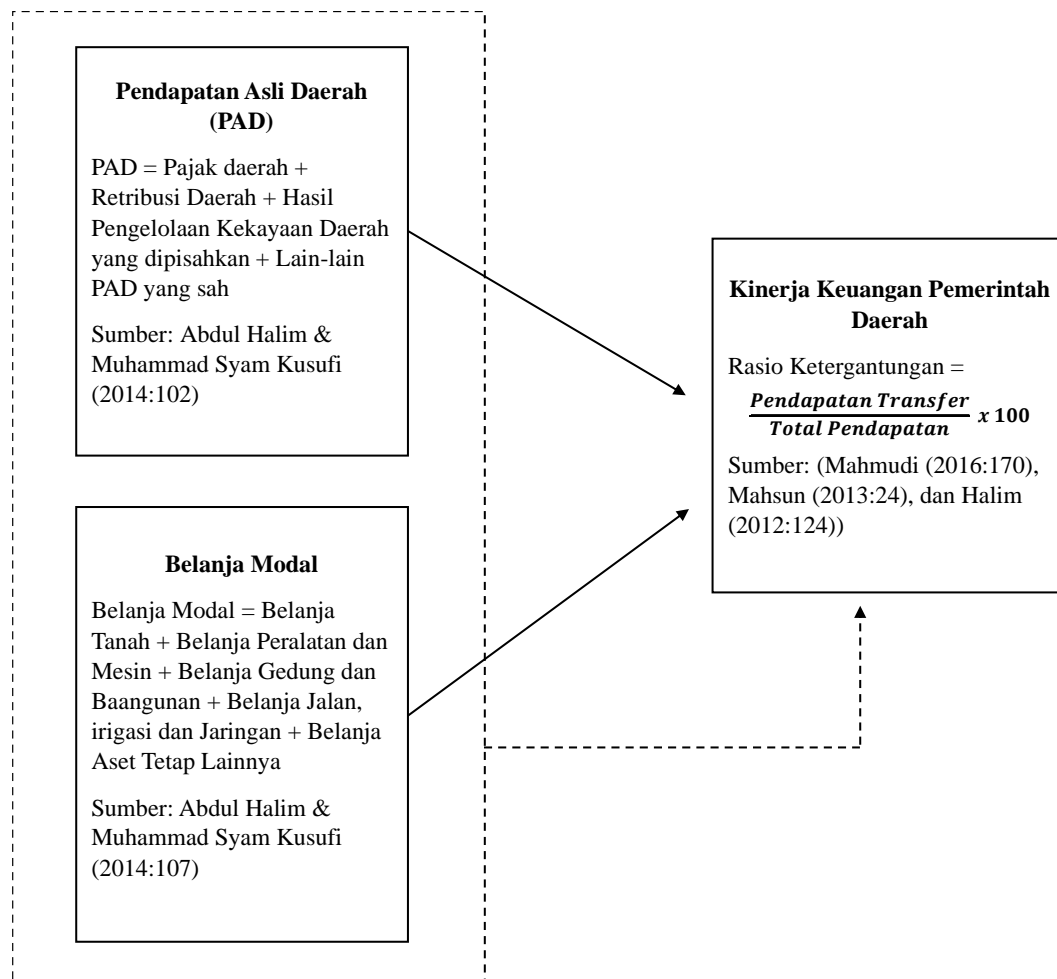 Pendapatan Asli Daerah
(PAD)
PAD = Pajak daerah +
Retribusi Daerah + Hasil
Pengelolaan Kekayaan Daerah
yang dipisahkan + Lain-lain
PAD yang sah
Sumber: Abdul Halim &
Muhammad Syam Kusufi
(2014:102)
Belanja Modal
Belanja Modal = Belanja
Tanah + Belanja Peralatan dan
Mesin + Belanja Gedung dan
Baangunan + Belanja Jalan,
irigasi dan Jaringan + Belanja
Aset Tetap Lainnya
Sumber: Abdul Halim &
Muhammad Syam Kusufi
(2014:107)
Kinerja Keuangan Pemerintah
Daerah
Rasio Ketergantungan =
Pendapatan Transfer
Total Pendapatan x 100
Sumber: (Mahmudi (2016:170),
Mahsun (2013:24), dan Halim
(2012:124))